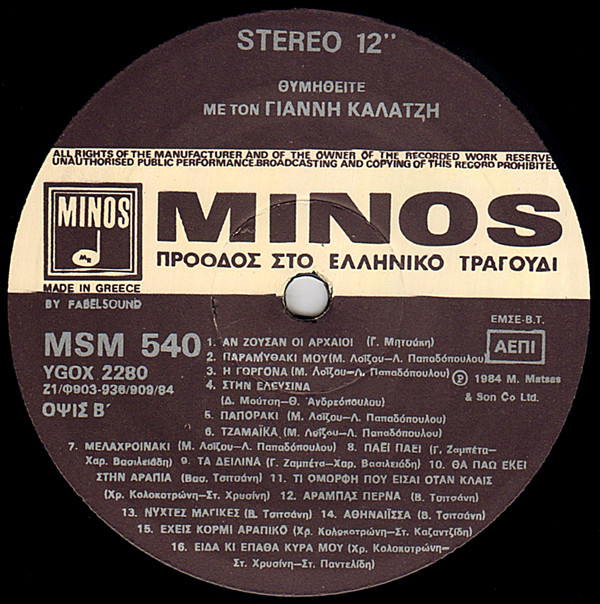 STEREO 12"
ΘΥΜΗΘΕΙΤΕ
ΜΕ ΤΟΝ ΓΙΑΝΝΗ ΚΑΛΑΤΖΗ
ALL RIGHTS OF THE MANUFACTURER AND OF THE OWNER OF THE RECORDED WORK RESERVED
UNAUTHORISED PUBLIC PERFORMANCE.BROADCASTING AND COPYING OF THIS RECORD PROHIBITED
MINOS
MINOS
ΠΡΟΟΔΟΣ ΣΤΟ ΕΛΛΗΝΙΚΟ ΤΡΑΓΟΥΔΙ
MADE IN GREECE
BY FABELSOUND
ΕΜΣΕ-Β.Τ.
ΑΕΠΙ
MSM 540
YGOX 2280
Ζ1/Φ903-936/909/84
ΟΨΙΣ Β΄
Ⓟ 1984 M. Matsas
& Son Co Ltd.
1. ΑΝ ΖΟΥΣΑΝ ΟΙ ΑΡΧΑΙΟΙ (Γ. Μητσάκη)
2. ΠΑΡΑΜΥΘΑΚΙ ΜΟΥ(Μ. Λοΐζου-Λ. Παπαδόπουλου)
3. Η ΓΟΡΓΟΝΑ(Μ. Λοΐζου-Λ. Παπαδόπουλου)
4. ΣΤΗΝ ΕΛΕΥΣΙΝΑ
(Δ. Μούτση-Β. Ἀνδρεόπουλου)
5. ΠΑΠΟΡΑΚΙ (Μ. Λοΐζου-Λ. Παπαδόπουλου)
6. ΤΖΑΜΑΪΚΑ (Μ. Λοΐζου-Λ. Παπαδόπουλου)
7. ΜΕΛΑΧΡΟΙΝΑΚΙ (Μ. Λοΐζου-Λ. Παπαδόπουλου) 8. ΠΑΕΙ ΠΑΕΙ (Γ. Ζαμπέτα-
Χαρ. Βασιλειάδη) 9. ΤΑ ΔΕΙΛΙΝΑ (Γ. Ζαμπέτα-Χαρ. Βασιλειάδη) 10. ΘΑ ΠΑΩ ΕΚΕΙ
ΣΤΗΝ ΑΡΑΠΙΑ (Βασ. Τσιτσάνη) 11. ΤΙ ΟΜΟΡΦΗ ΠΟΥ ΕΙΣΑΙ ΟΤΑΝ ΚΛΑΙΣ
(Χρ. Κολοκοτρώνη-Στ. Χρυσίνη) 12. ΑΡΑΜΠΑΣ ΠΕΡΝΑ (Β. Τσιτσάνη)
13. ΝΥΧΤΕΣ ΜΑΓΙΚΕΣ (Β. Τσιτσάνη) 14. ΑΘΗΝΑΙΪΣΣΑ (Β. Τσιτσάνη)
15. ΕΧΕΙΣ ΚΟΡΜΙ ΑΡΑΠΙΚΟ (Χρ. Κολοκοτρώνη-Στ. Καζαντζίδη)
16. ΕΙΔΑ ΚΙ ΕΠΑΘΑ ΚΥΡΑ ΜΟΥ (Χρ. Κολοκοτρώνη-
Στ. Χρυσίνη-Στ. Παντελίδη)